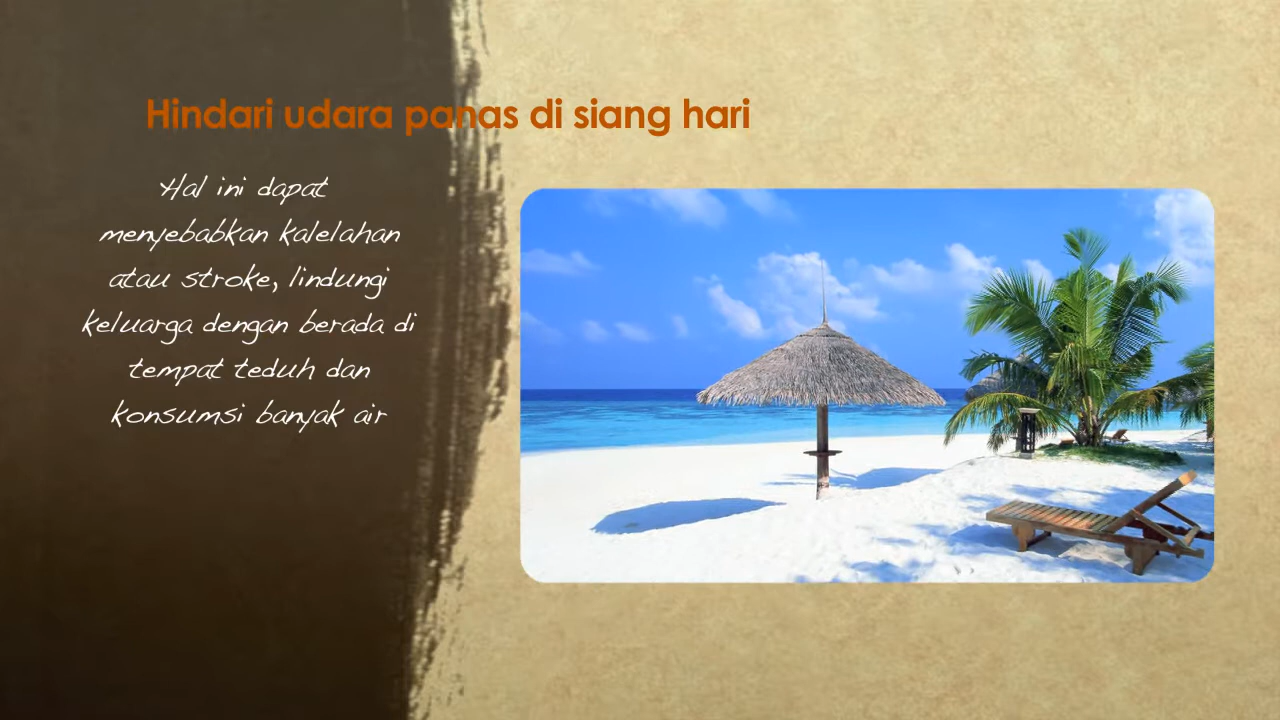 Hindari udara panas di siang hari
Hal ini dapat
menyebabkan kalelahan
atau stroke, lindungi
keluarga dengan berada di
tempat teduh dan
konsumsi banyak air